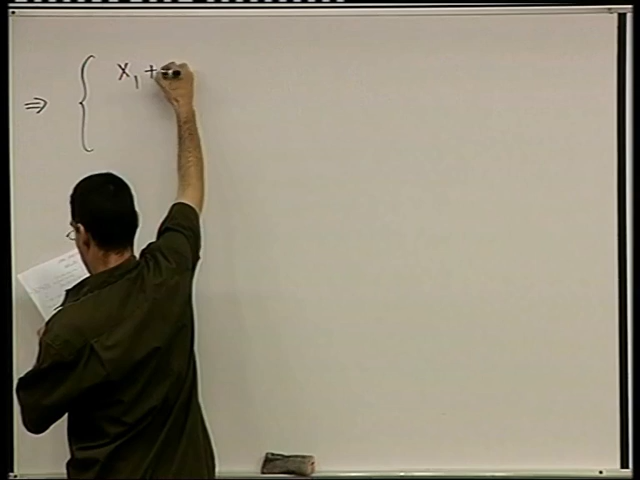 ⇒ { x₁ +